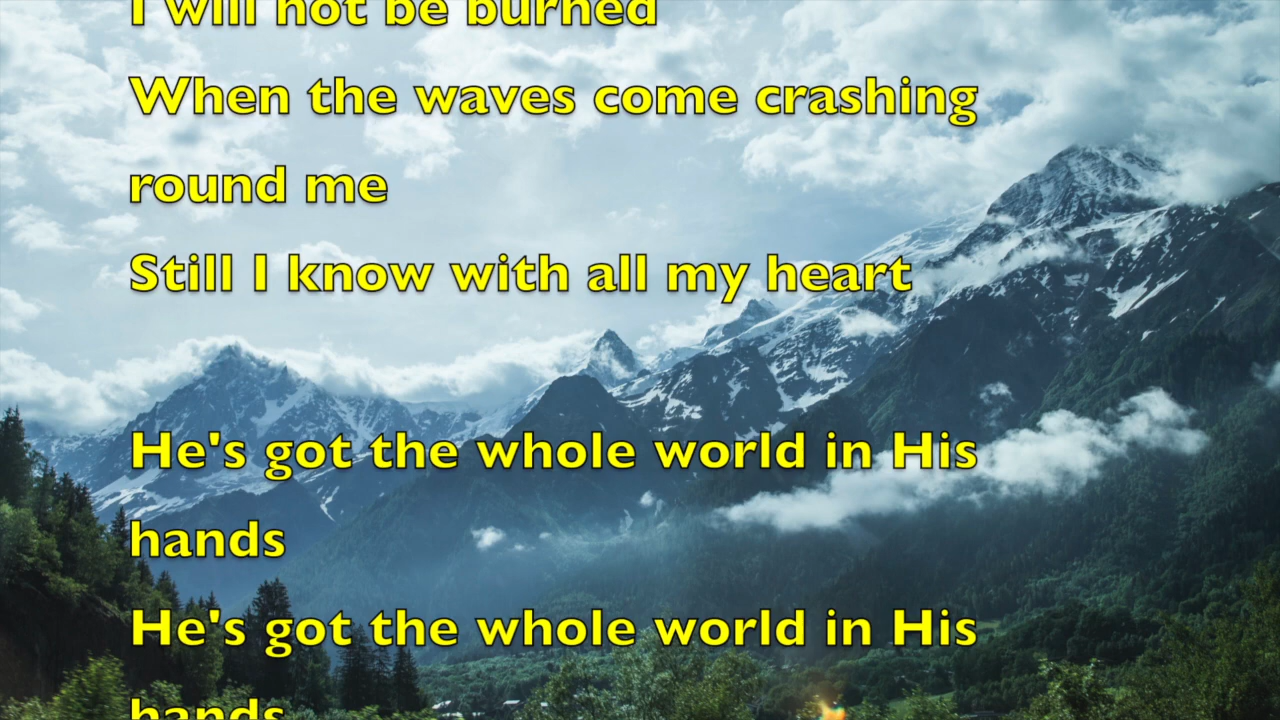 I will not be burned
When the waves come crashing
round me
Still I know with all my heart
He's got the whole world in His
hands
He's got the whole world in His
hands